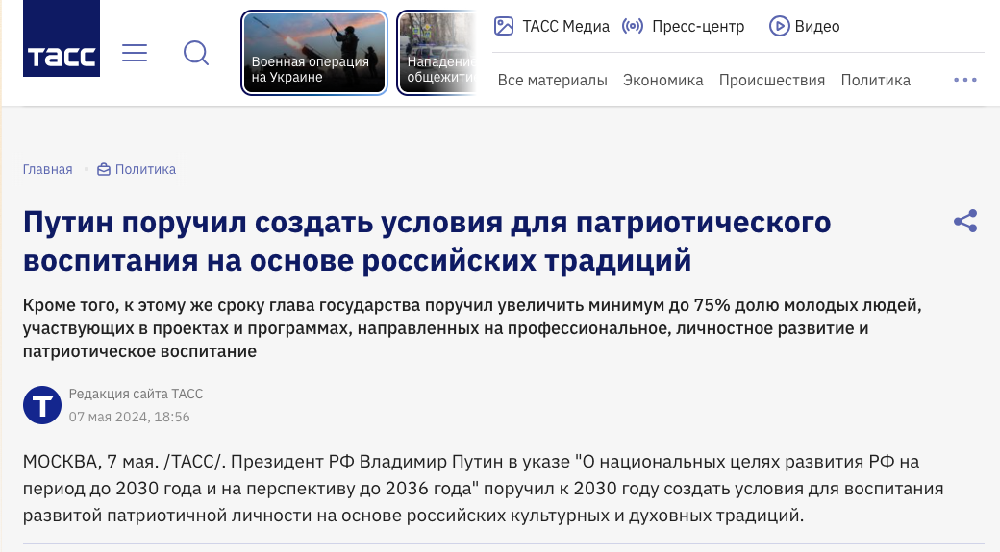 ТАСС
Военная операция
на Украине
Нападение
общежити
ТАСС Медиа
Пресс-центр
Видео
Все материалы
Экономика
Происшествия
Политика
Главная
Политика
Путин поручил создать условия для патриотического
воспитания на основе российских традиций
Кроме того, к этому же сроку глава государства поручил увеличить минимум до 75% долю молодых людей,
участвующих в проектах и программах, направленных на профессиональное, личностное развитие и
патриотическое воспитание
Редакция сайта ТАСС
07 мая 2024, 18:56
МОСКВА, 7 мая. /ТАСС/. Президент РФ Владимир Путин в указе "О национальных целях развития РФ на
период до 2030 года и на перспективу до 2036 года" поручил к 2030 году создать условия для воспитания
развитой патриотичной личности на основе российских культурных и духовных традиций.